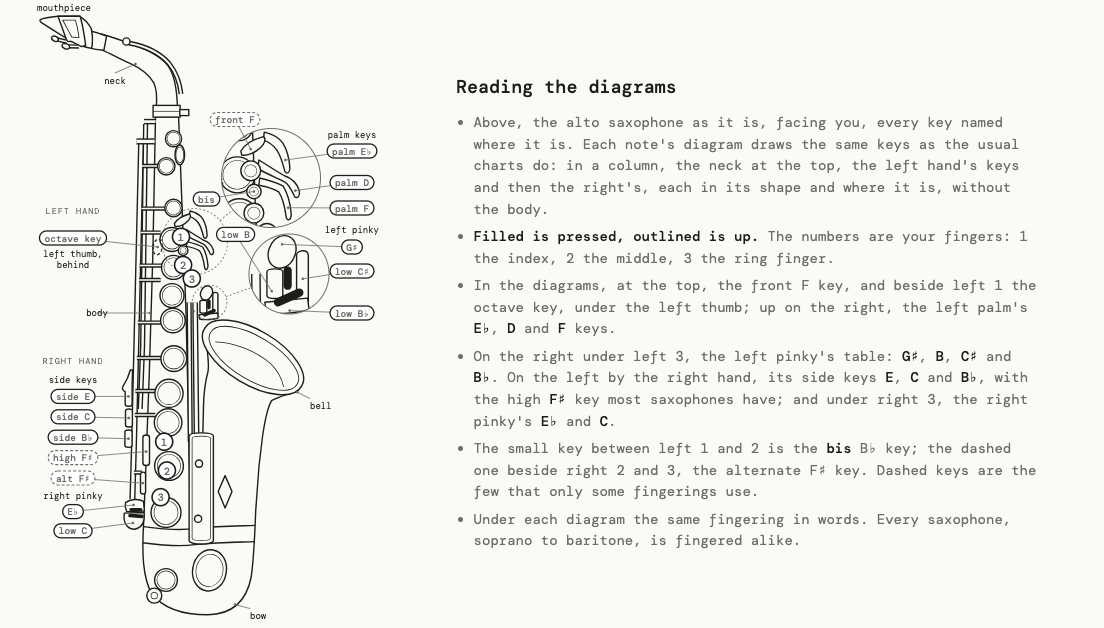 mouthpiece
neck
front F
palm keys
palm E♭
palm D
bis
palm F
LEFT HAND
octave key
left thumb,
behind
1
2
3
low B
left pinky
G♯
low C♯
low B♭
body
RIGHT HAND
side keys
side E
side C
side B♭
high F♯
alt F♯
right pinky
E♭
low C
1
2
3
bell
bow
Reading the diagrams
• Above, the alto saxophone as it is, facing you, every key named
where it is. Each note's diagram draws the same keys as the usual
charts do: in a column, the neck at the top, the left hand's keys
and then the right's, each in its shape and where it is, without
the body.
• Filled is pressed, outlined is up. The numbers are your fingers: 1
the index, 2 the middle, 3 the ring finger.
• In the diagrams, at the top, the front F key, and beside left 1 the
octave key, under the left thumb; up on the right, the left palm's
E♭, D and F keys.
• On the right under left 3, the left pinky's table: G♯, B, C♯ and
B♭. On the left by the right hand, its side keys E, C and B♭, with
the high F♯ key most saxophones have; and under right 3, the right
pinky's E♭ and C.
• The small key between left 1 and 2 is the bis B♭ key; the dashed
one beside right 2 and 3, the alternate F♯ key. Dashed keys are the
few that only some fingerings use.
• Under each diagram the same fingering in words. Every saxophone,
soprano to baritone, is fingered alike.